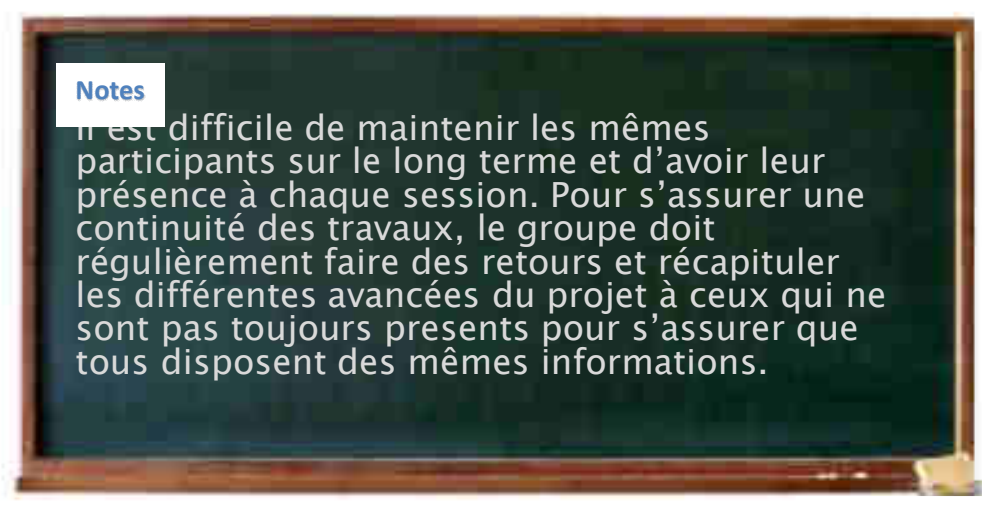 Notes
Il est difficile de maintenir les mêmes
participants sur le long terme et d’avoir leur
présence à chaque session. Pour s’assurer une
continuité des travaux, le groupe doit
régulièrement faire des retours et récapituler
les différentes avancées du projet à ceux qui ne
sont pas toujours presents pour s’assurer que
tous disposent des mêmes informations.